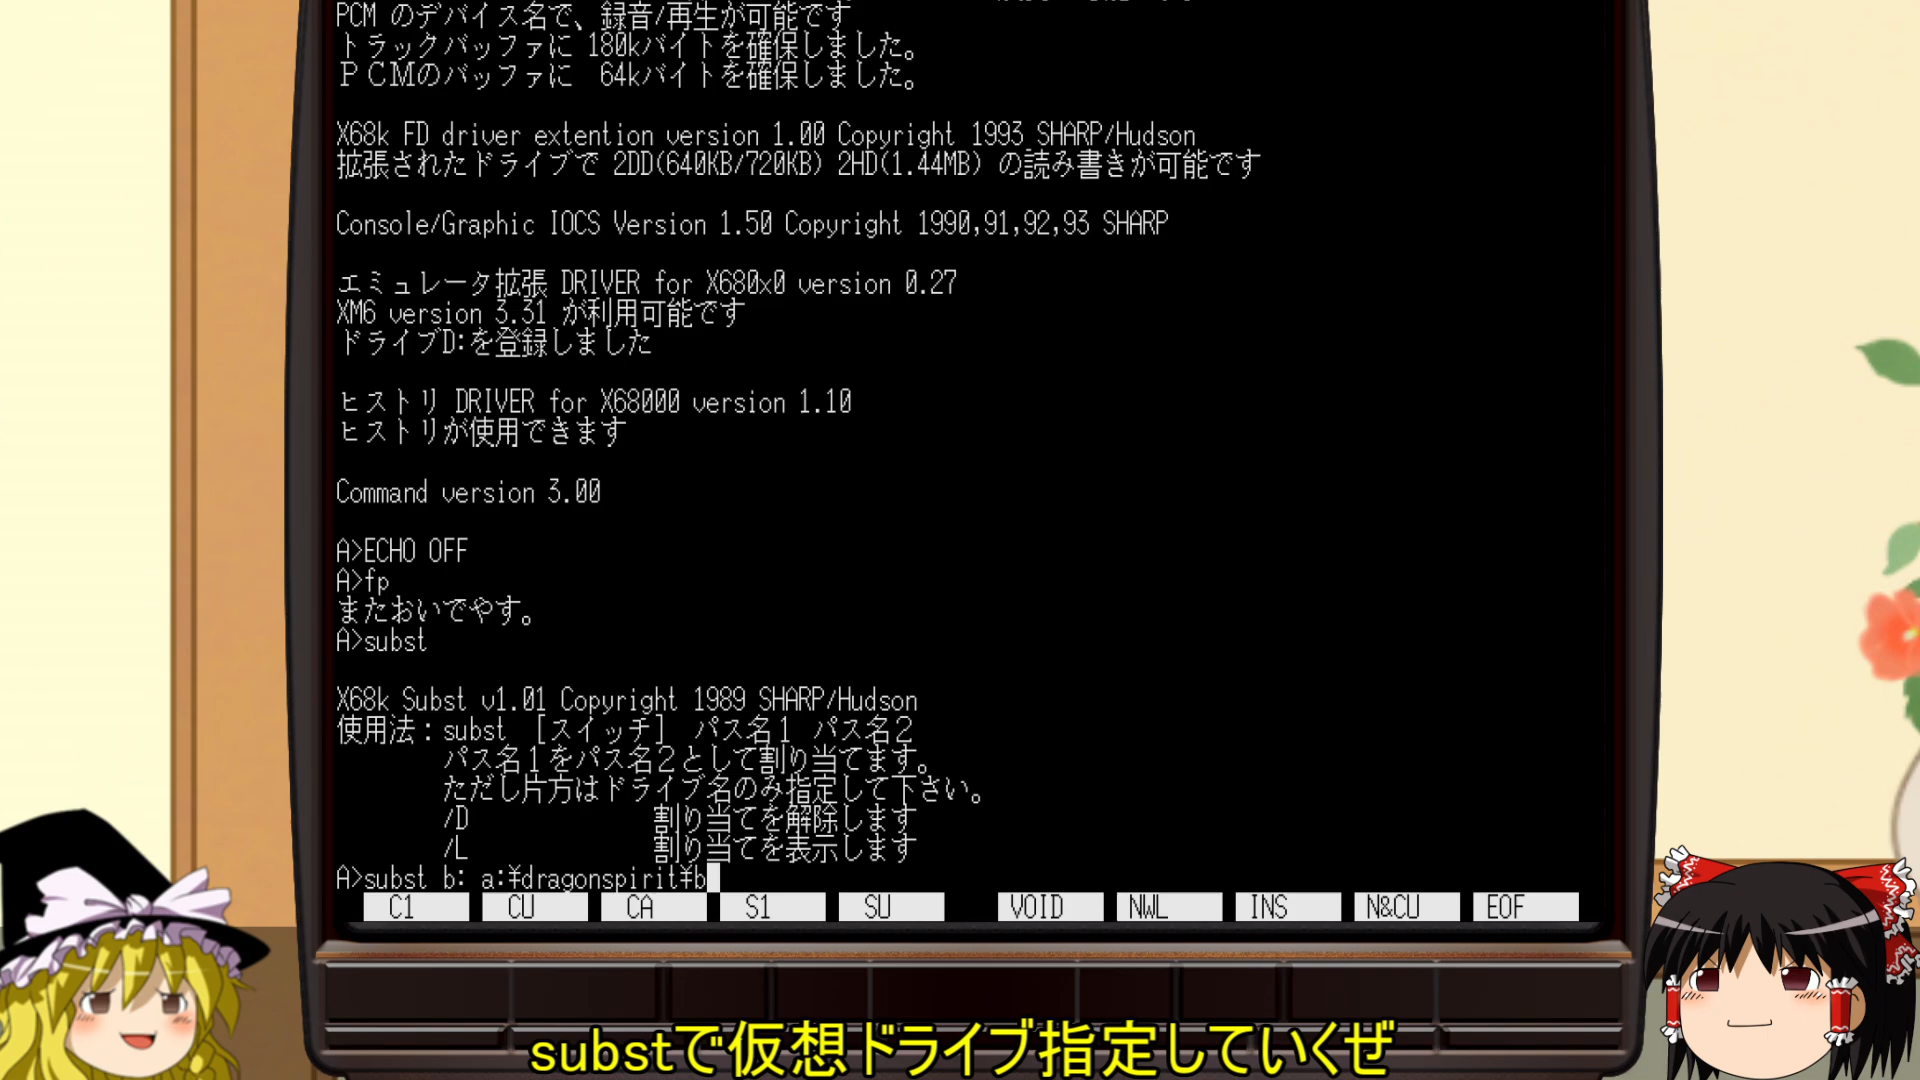 PCM のデバイス名で、録音/再生が可能です
トラックバッファに 180kバイトを確保しました。
ＰＣＭのバッファに　64kバイトを確保しました。
X68k FD driver extention version 1.00 Copyright 1993 SHARP/Hudson
拡張されたドライブで 2DD(640KB/720KB) 2HD(1.44MB) の読み書きが可能です
Console/Graphic IOCS Version 1.50 Copyright 1990,91,92,93 SHARP
エミュレータ拡張 DRIVER for X680x0 version 0.27
XM6 version 3.31 が利用可能です
ドライブD:を登録しました
ヒストリ DRIVER for X68000 version 1.10
ヒストリが使用できます
Command version 3.00
A>ECHO OFF
A>fp
またおいでやす。
A>subst
X68k Subst v1.01 Copyright 1989 SHARP/Hudson
使用法：subst ［スイッチ］ パス名１ パス名２
パス名１をパス名２として割り当てます。
ただし片方はドライブ名のみ指定して下さい。
/D 割り当てを解除します
/L 割り当てを表示します
A>subst b: a:¥dragonspirit¥b
C1 CU CA S1 SU VOID NWL INS N&CU EOF
substで仮想ドライブ指定していくぜ